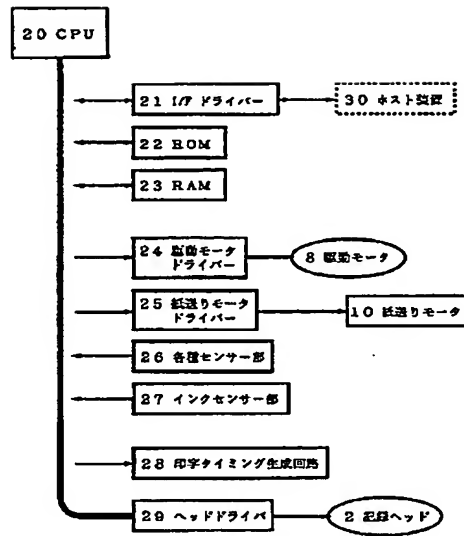 20 CPU
21 I/F ドライバー
30 ホスト装置
22 ROM
23 RAM
24 駆動モータ
ドライバー
8 駆動モータ
25 紙送りモータ
ドライバー
10 紙送りモータ
26 各種センサー部
27 インクセンサー部
28 印字タイミング生成回路
29 ヘッドドライバ
2 記録ヘッド